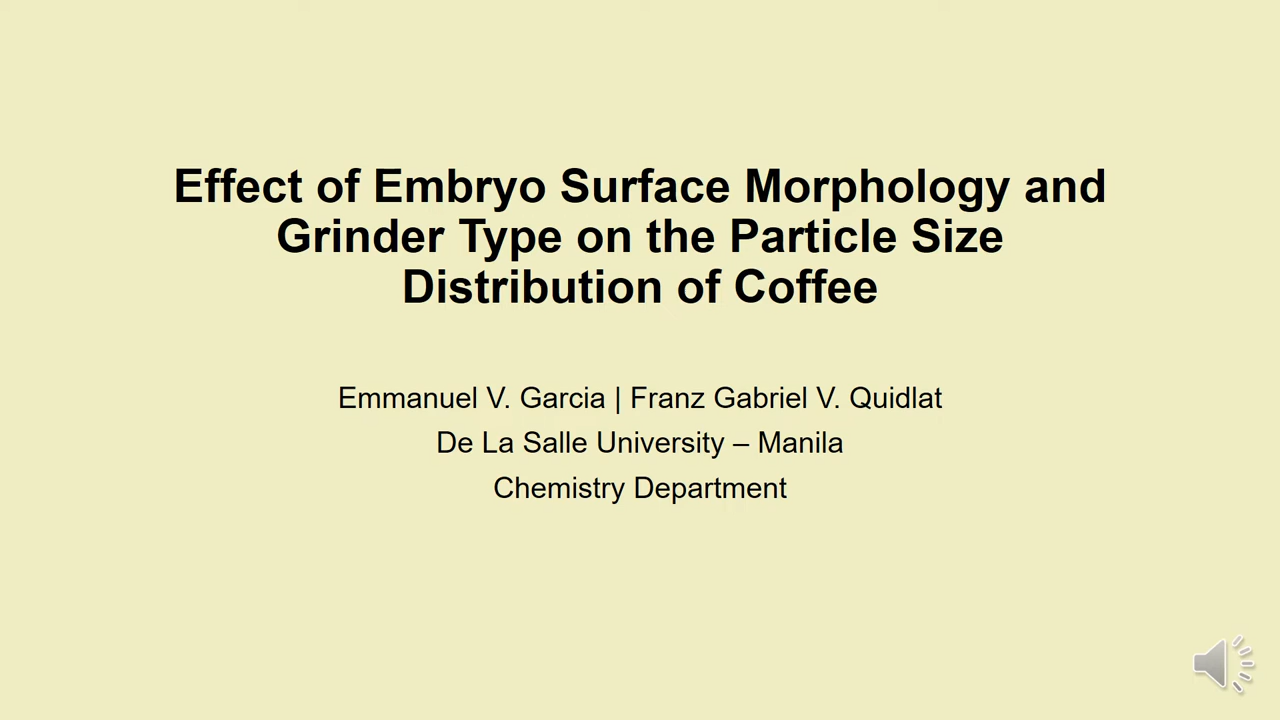 Effect of Embryo Surface Morphology and
Grinder Type on the Particle Size
Distribution of Coffee
Emmanuel V. Garcia | Franz Gabriel V. Quidlat
De La Salle University – Manila
Chemistry Department